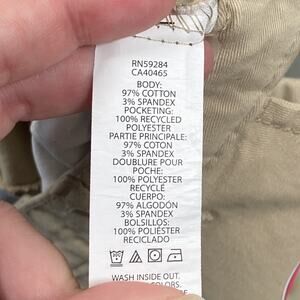 RN59284
CA40465
BODY:
97% COTTON
3% SPANDEX
POCKETING:
100% RECYCLED
POLYESTER
PARTIE PRINCIPALE:
97% COTON
3% SPANDEX
DOUBLURE POUR
POCHE:
100% POLYESTER
RECYCLÉ
CUERPO:
97% ALGODÓN
3% SPANDEX
BOLSILLOS:
100% POLIÉSTER
RECICLADO
WASH INSIDE OUT.
COLORS.